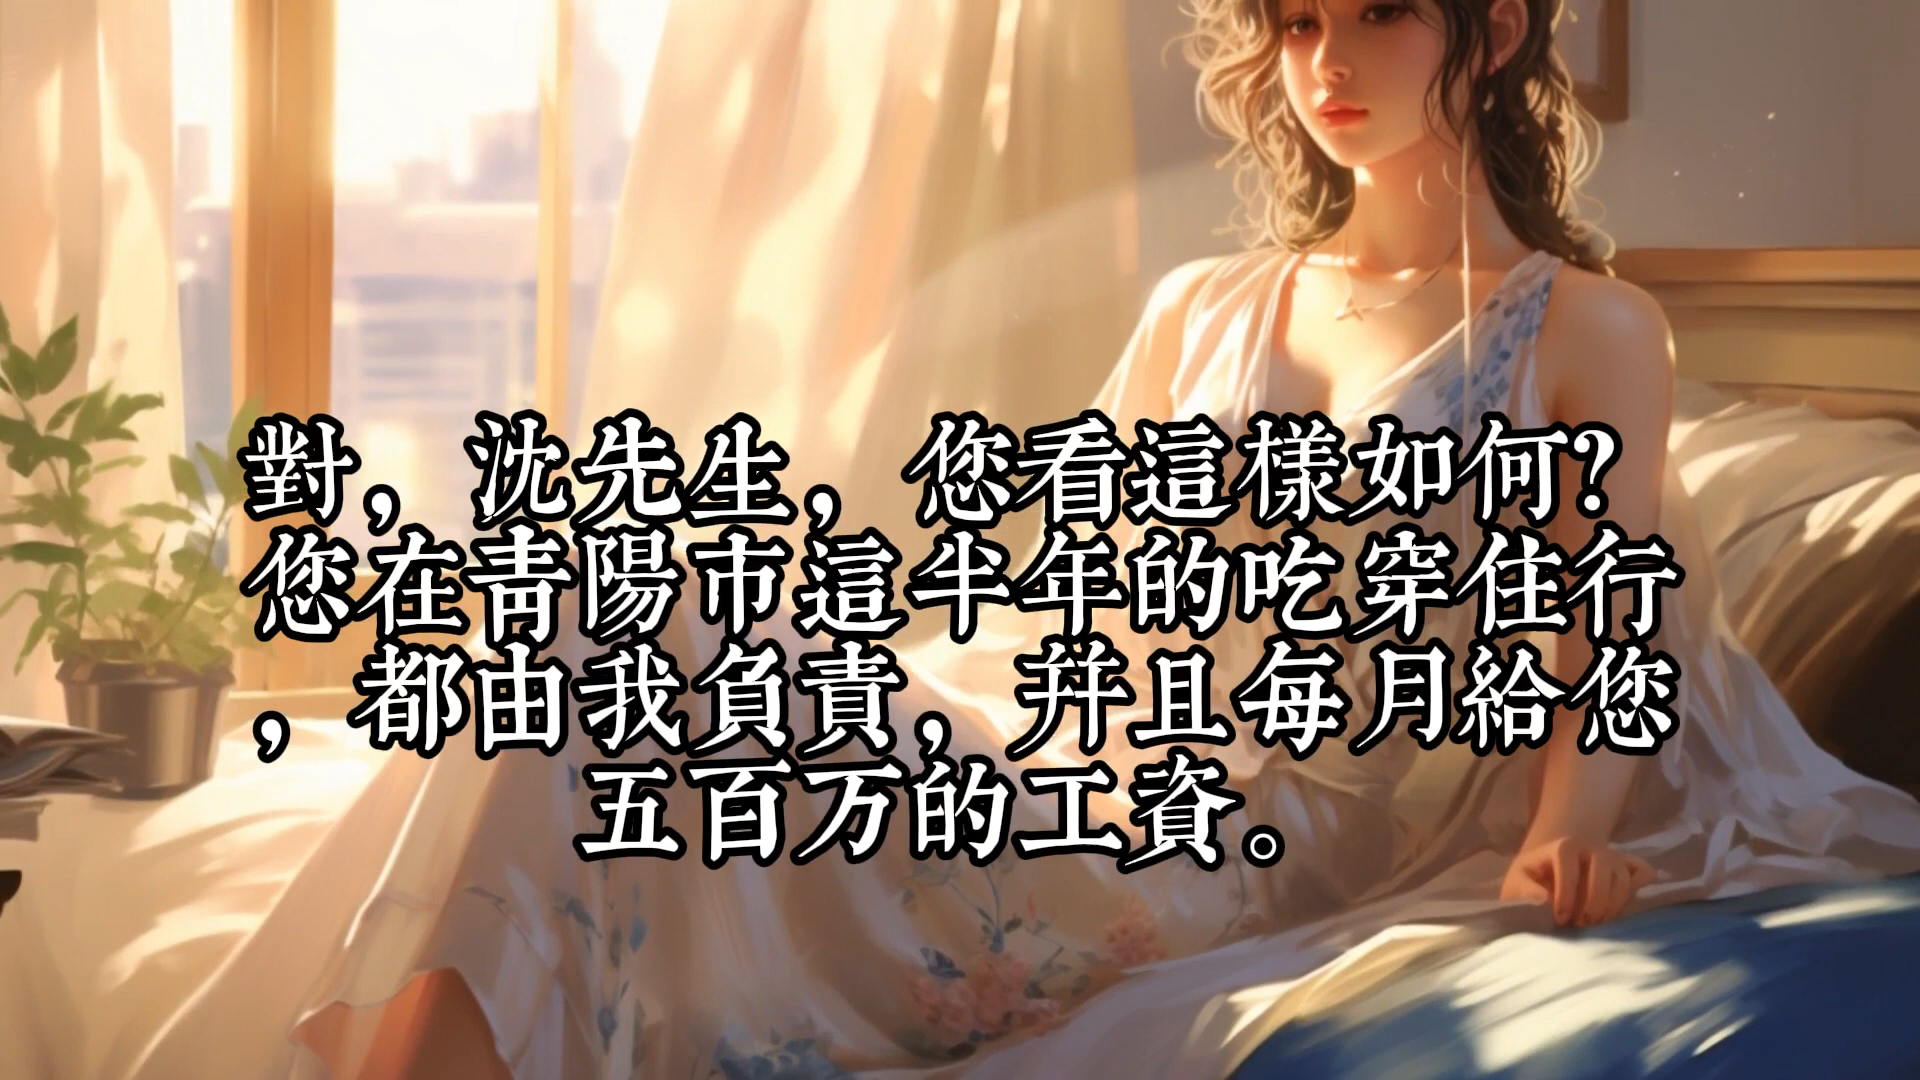 對，沈先生，您看這樣如何？
您在青陽市這半年的吃穿住行
，都由我負責，并且每月給您
五百万的工資。